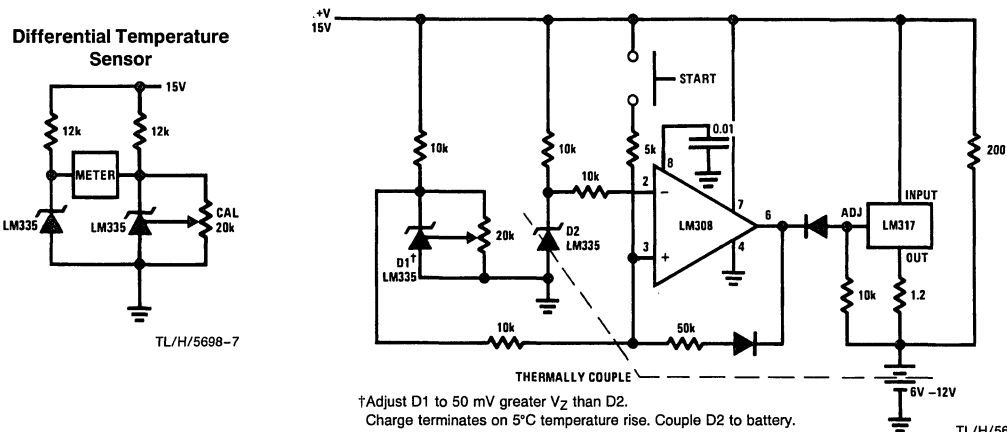 Differential Temperature
Sensor
15V
12k
12k
METER
LM335
LM335
CAL
20k
TL/H/5698-7
+V
15V
START
10k
10k
5k
0.01
200
8
10k
2
−
7
INPUT
LM308
6
ADJ
LM317
20k
D2
LM335
3
+
4
OUT
D1†
LM335
10k
1.2
10k
50k
THERMALLY COUPLE
6V –12V
†Adjust D1 to 50 mV greater VZ than D2.
Charge terminates on 5°C temperature rise. Couple D2 to battery.